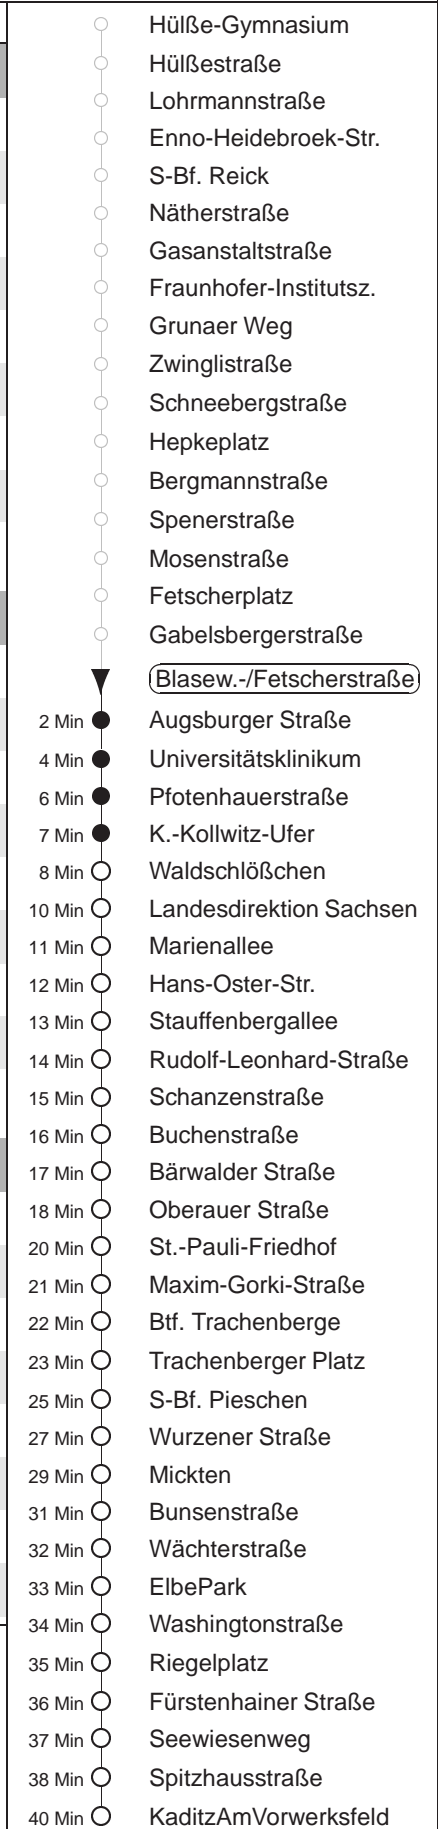 Hülße-Gymnasium
Hülßestraße
Lohrmannstraße
Enno-Heidebroek-Str.
S-Bf. Reick
Nätherstraße
Gasanstaltstraße
Fraunhofer-Institutsz.
Grunaer Weg
Zwinglistraße
Schneebergstraße
Hepkeplatz
Bergmannstraße
Spenerstraße
Mosenstraße
Fetscherplatz
Gabelsbergerstraße
Blasew.-/Fetscherstraße
2 Min Augsburger Straße
4 Min Universitätsklinikum
6 Min Pfotenhauerstraße
7 Min K.-Kollwitz-Ufer
8 Min Waldschlößchen
10 Min Landesdirektion Sachsen
11 Min Marienallee
12 Min Hans-Oster-Str.
13 Min Stauffenbergallee
14 Min Rudolf-Leonhard-Straße
15 Min Schanzenstraße
16 Min Buchenstraße
17 Min Bärwalder Straße
18 Min Oberauer Straße
20 Min St.-Pauli-Friedhof
21 Min Maxim-Gorki-Straße
22 Min Btf. Trachenberge
23 Min Trachenberger Platz
25 Min S-Bf. Pieschen
27 Min Wurzener Straße
29 Min Mickten
31 Min Bunsenstraße
32 Min Wächterstraße
33 Min ElbePark
34 Min Washingtonstraße
35 Min Riegelplatz
36 Min Fürstenhainer Straße
37 Min Seewiesenweg
38 Min Spitzhausstraße
40 Min KaditzAmVorwerksfeld